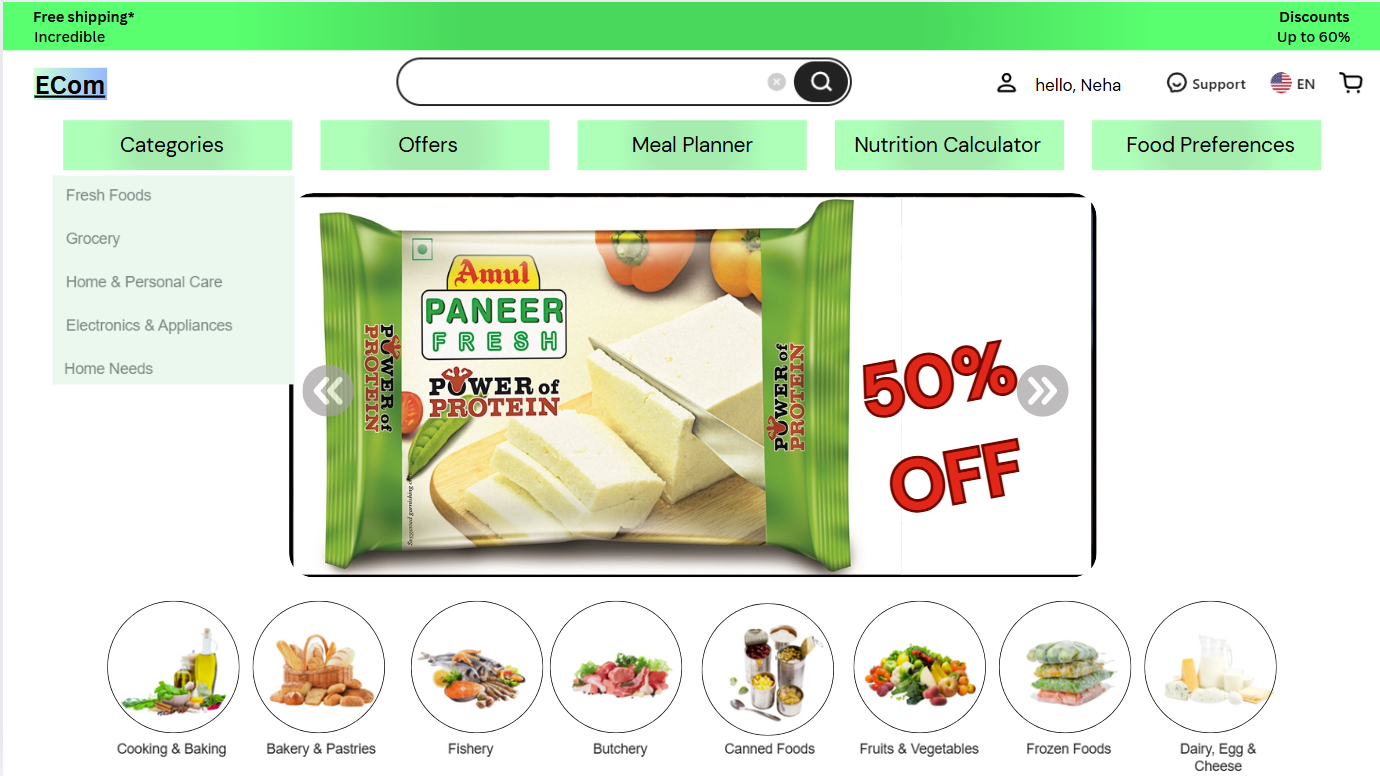 Free shipping*
Incredible
Discounts
Up to 60%
ECom
hello, Neha
Support
EN
Categories
Offers
Meal Planner
Nutrition Calculator
Food Preferences
Fresh Foods
Grocery
Home & Personal Care
Electronics & Appliances
Home Needs
Amul
PANEER
FRESH
POWER of
PROTEIN
POWER of
PROTEIN
POWER of
PROTEIN
50%
OFF
Cooking & Baking
Bakery & Pastries
Fishery
Butchery
Canned Foods
Fruits & Vegetables
Frozen Foods
Dairy, Egg &
Cheese